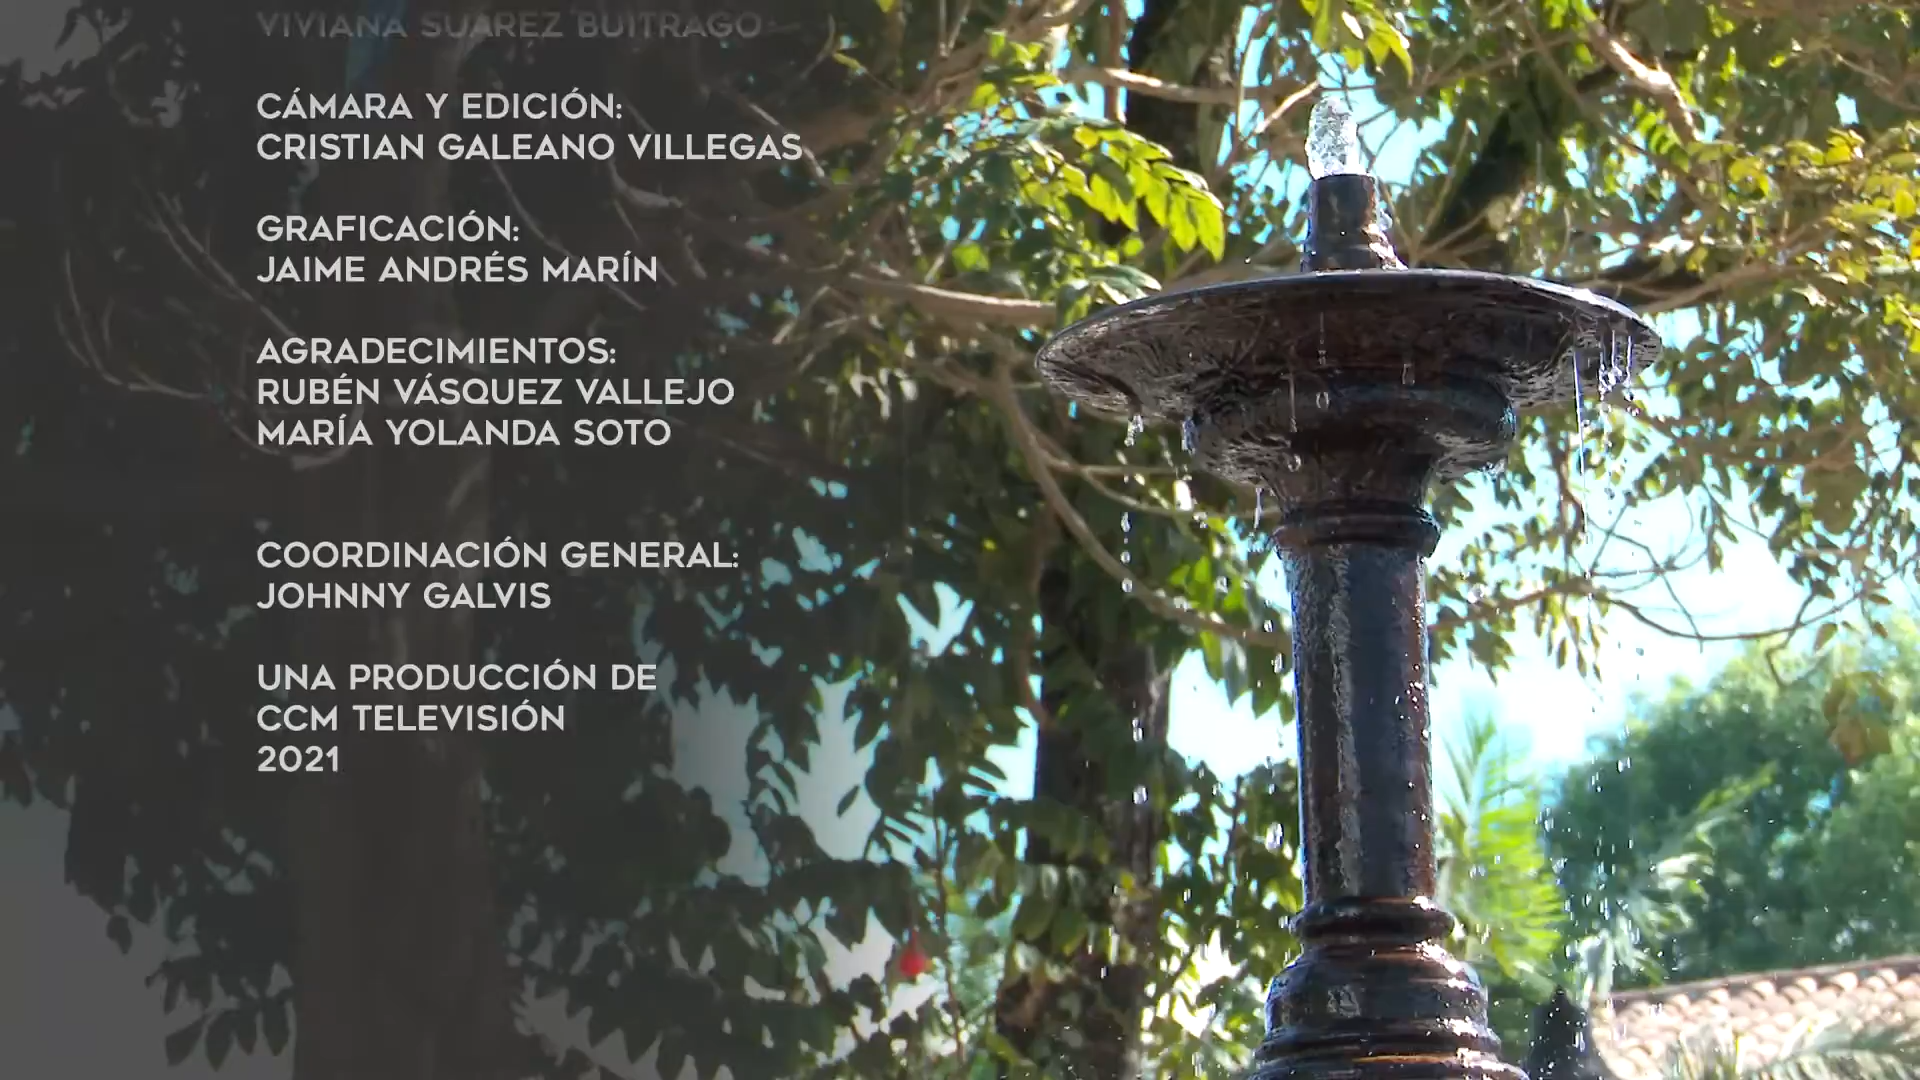 VIVIANA SUÁREZ BUITRAGO
CÁMARA Y EDICIÓN:
CRISTIAN GALEANO VILLEGAS
GRAFICACIÓN:
JAIME ANDRÉS MARÍN
AGRADECIMIENTOS:
RUBÉN VÁSQUEZ VALLEJO
MARÍA YOLANDA SOTO
COORDINACIÓN GENERAL:
JOHNNY GALVIS
UNA PRODUCCIÓN DE
CCM TELEVISIÓN
2021